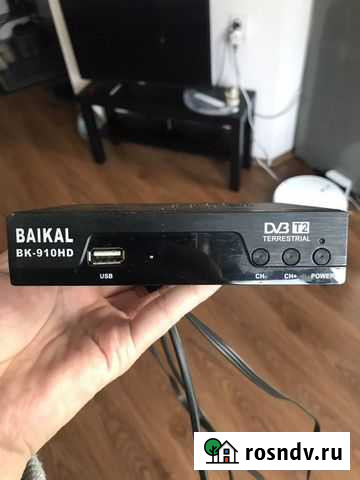 BAIKAL
BK-910HD
USB
DVB T2
TERRESTRIAL
CH-
CH+
POWER
rosndv.ru